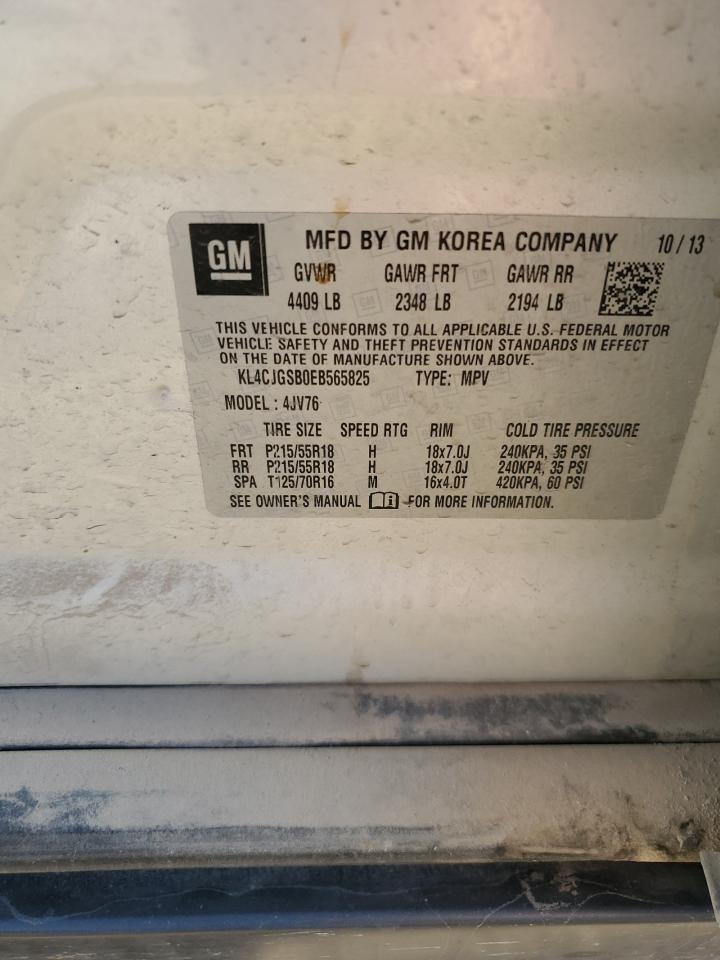 GM
MFD BY GM KOREA COMPANY 10 / 13
GVWR GAWR FRT GAWR RR
4409 LB 2348 LB 2194 LB
THIS VEHICLE CONFORMS TO ALL APPLICABLE U.S. FEDERAL MOTOR
VEHICLE SAFETY AND THEFT PREVENTION STANDARDS IN EFFECT
ON THE DATE OF MANUFACTURE SHOWN ABOVE.
KL4CJGSB0EB565825 TYPE: MPV
MODEL : 4JV76
TIRE SIZE SPEED RTG RIM COLD TIRE PRESSURE
FRT P215/55R18 H 18x7.0J 240KPA, 35 PSI
RR P215/55R18 H 18x7.0J 240KPA, 35 PSI
SPA T125/70R16 M 16x4.0T 420KPA, 60 PSI
SEE OWNER'S MANUAL FOR MORE INFORMATION.